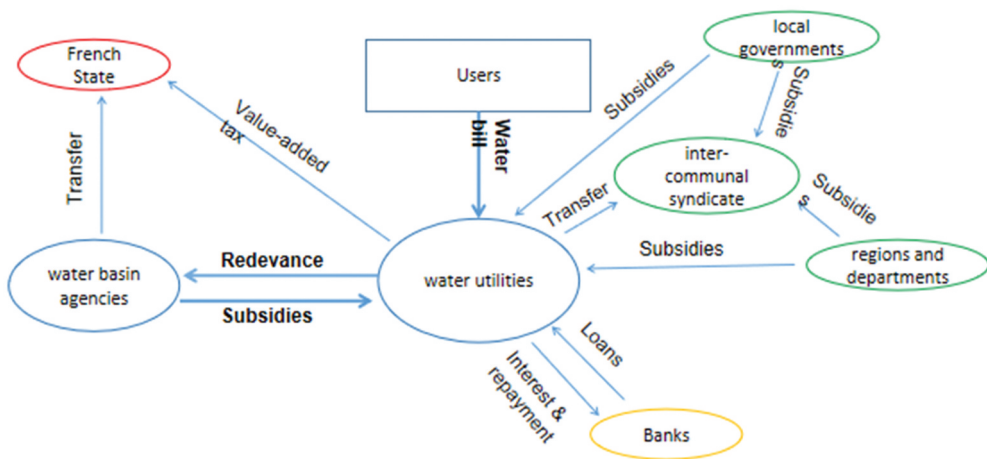 French
State
Users
local
governments
Subsidies
Subsidie
s
Value-added
tax
Water
bill
Transfer
inter-
communal
syndicate
Transfer
Subsidie
s
Redevance
Subsidies
water basin
agencies
water utilities
Subsidies
regions and
departments
Loans
Interest &
repayment
Banks